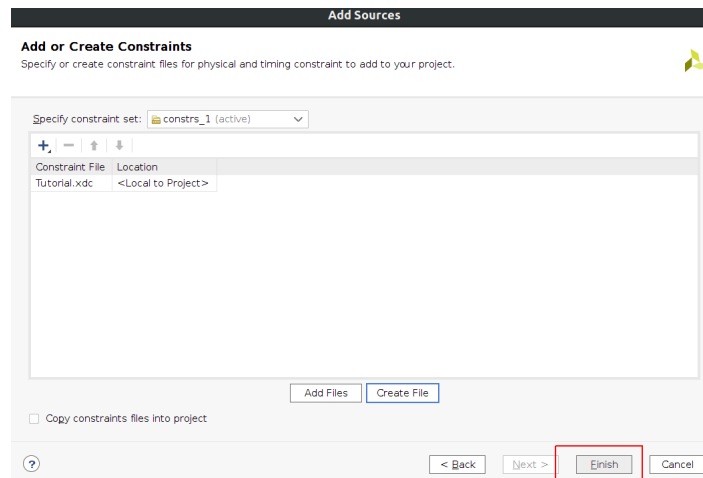 Add Sources
Add or Create Constraints
Specify or create constraint files for physical and timing constraint to add to your project.
Specify constraint set: constrs_1 (active)
Constraint File Location
Tutorial.xdc <Local to Project>
Add Files Create File
Copy constraints files into project
? < Back Next > Finish Cancel